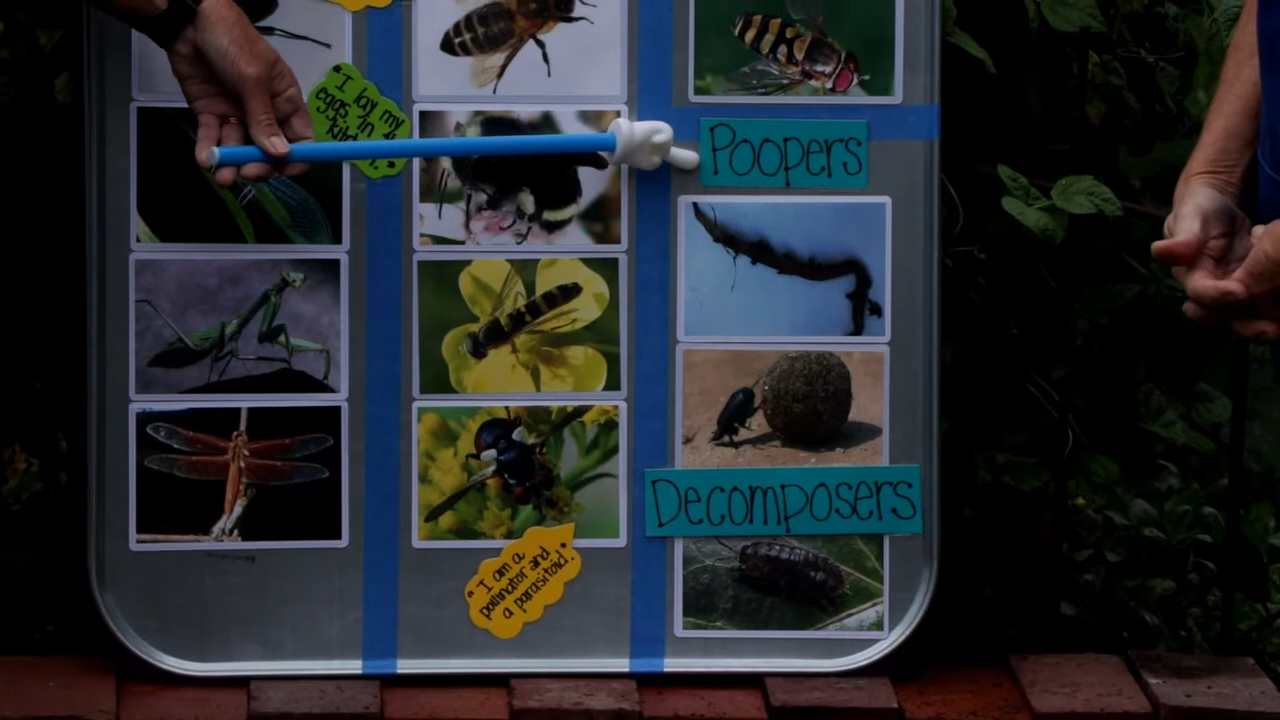 "I lay my
eggs in
Poopers
Decomposers
"I am a
pollinator and
a parasitoid."